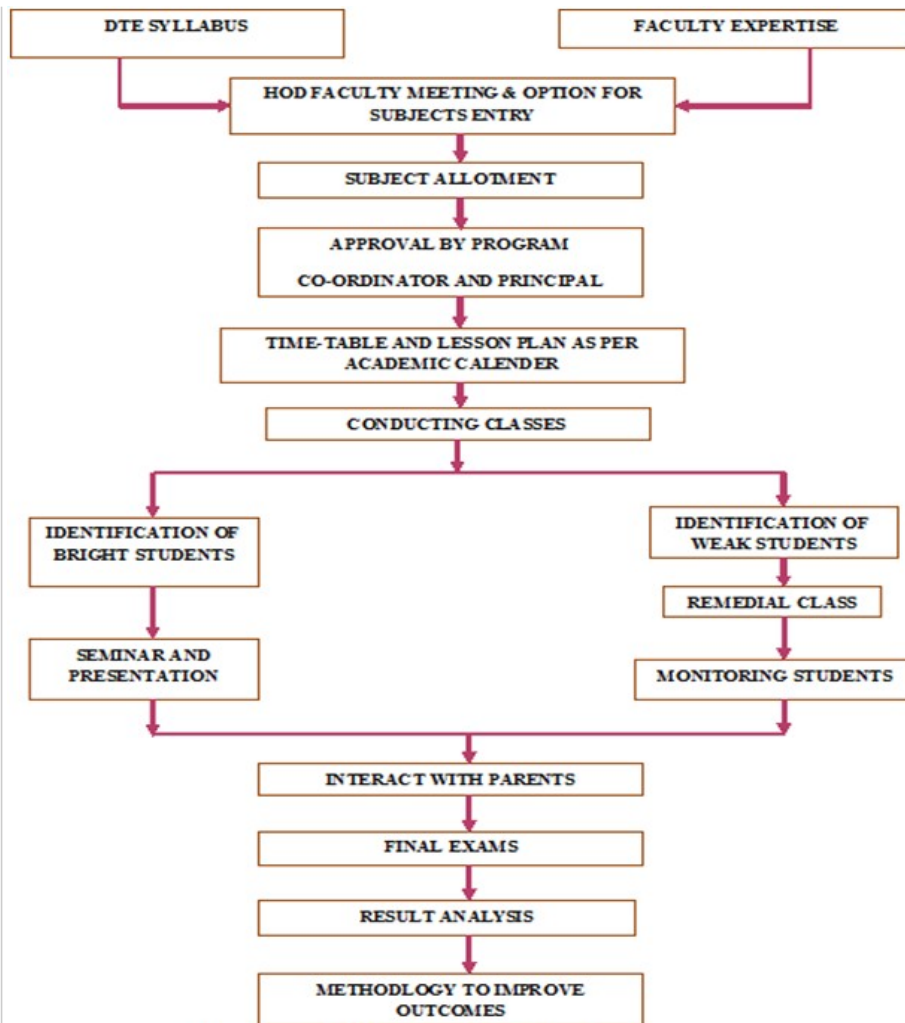 DTE SYLLABUS
FACULTY EXPERTISE
HOD FACULTY MEETING & OPTION FOR
SUBJECTS ENTRY
SUBJECT ALLOTMENT
APPROVAL BY PROGRAM
CO-ORDINATOR AND PRINCIPAL
TIME-TABLE AND LESSON PLAN AS PER
ACADEMIC CALENDER
CONDUCTING CLASSES
IDENTIFICATION OF
BRIGHT STUDENTS
SEMINAR AND
PRESENTATION
IDENTIFICATION OF
WEAK STUDENTS
REMEDIAL CLASS
MONITORING STUDENTS
INTERACT WITH PARENTS
FINAL EXAMS
RESULT ANALYSIS
METHODLOGY TO IMPROVE
OUTCOMES